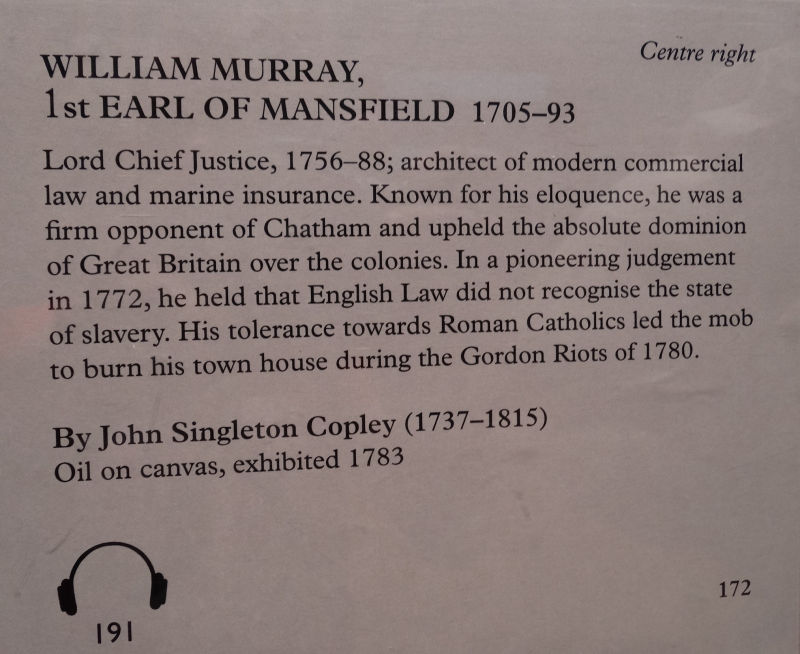 Centre right
WILLIAM MURRAY,
1st EARL OF MANSFIELD 1705–93
Lord Chief Justice, 1756–88; architect of modern commercial
law and marine insurance. Known for his eloquence, he was a
firm opponent of Chatham and upheld the absolute dominion
of Great Britain over the colonies. In a pioneering judgement
in 1772, he held that English Law did not recognise the state
of slavery. His tolerance towards Roman Catholics led the mob
to burn his town house during the Gordon Riots of 1780.
By John Singleton Copley (1737–1815)
Oil on canvas, exhibited 1783
172
191